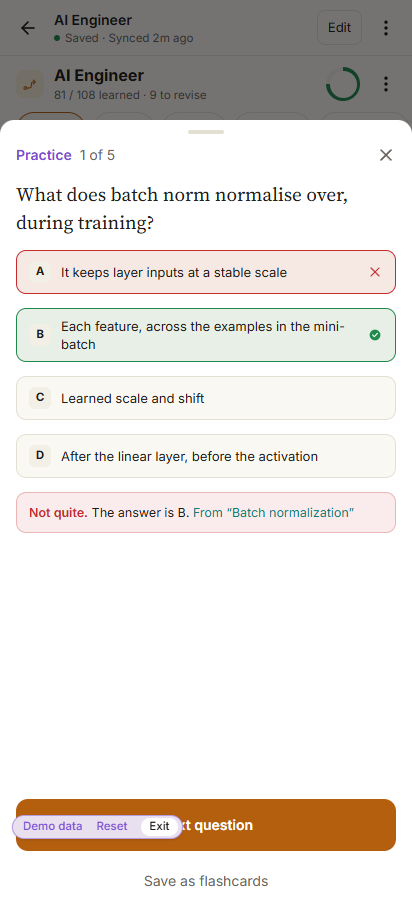 AI Engineer
Saved · Synced 2m ago
Edit
AI Engineer
81 / 108 learned · 9 to revise
Practice 1 of 5
What does batch norm normalise over,
during training?
A It keeps layer inputs at a stable scale
B Each feature, across the examples in the mini-
batch
C Learned scale and shift
D After the linear layer, before the activation
Not quite. The answer is B. From “Batch normalization”
Demo data Reset Exit
question
Save as flashcards